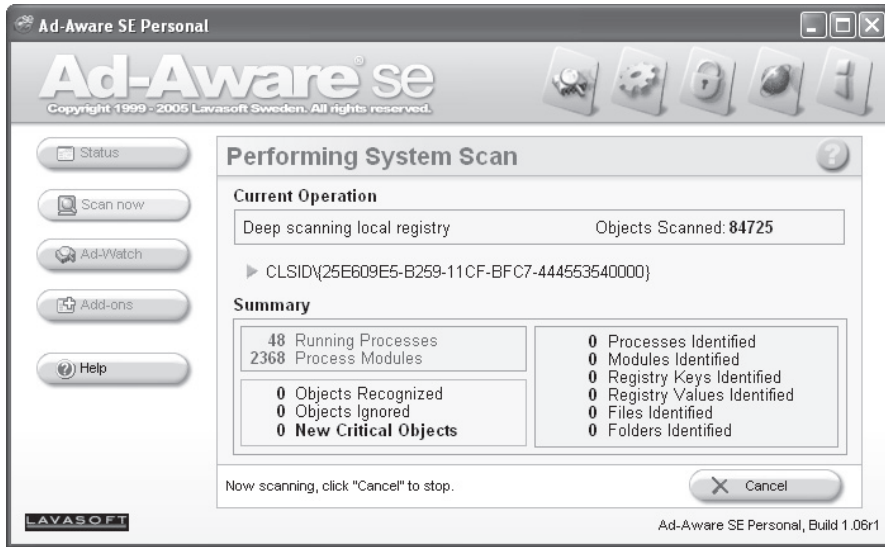 Ad-Aware SE Personal
Ad-Aware® se
Copyright 1999 - 2005 Lavasoft Sweden. All rights reserved.
Status
Scan now
Ad-Watch
Add-ons
Help
Performing System Scan
?
Current Operation
Deep scanning local registry Objects Scanned: 84725
CLSID\{25E609E5-B259-11CF-BFC7-444553540000}
Summary
48 Running Processes
2368 Process Modules
0 Objects Recognized
0 Objects Ignored
0 New Critical Objects
0 Processes Identified
0 Modules Identified
0 Registry Keys Identified
0 Registry Values Identified
0 Files Identified
0 Folders Identified
Now scanning, click "Cancel" to stop.
Cancel
LAVASOFT
Ad-Aware SE Personal, Build 1.06r1